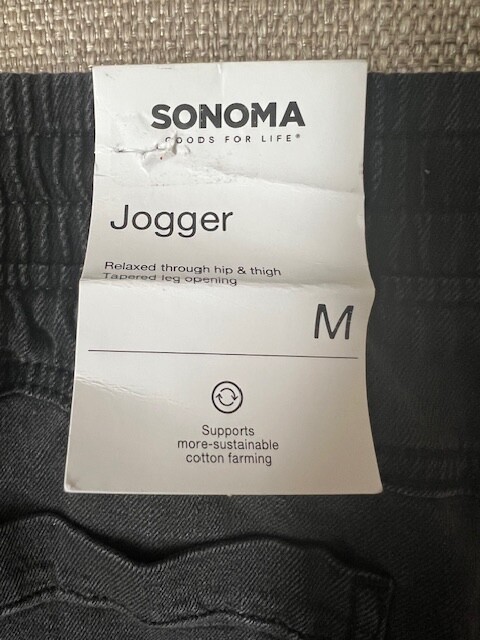 SONOMA
GOODS FOR LIFE®
Jogger
Relaxed through hip & thigh
Tapered leg opening
M
Supports
more-sustainable
cotton farming